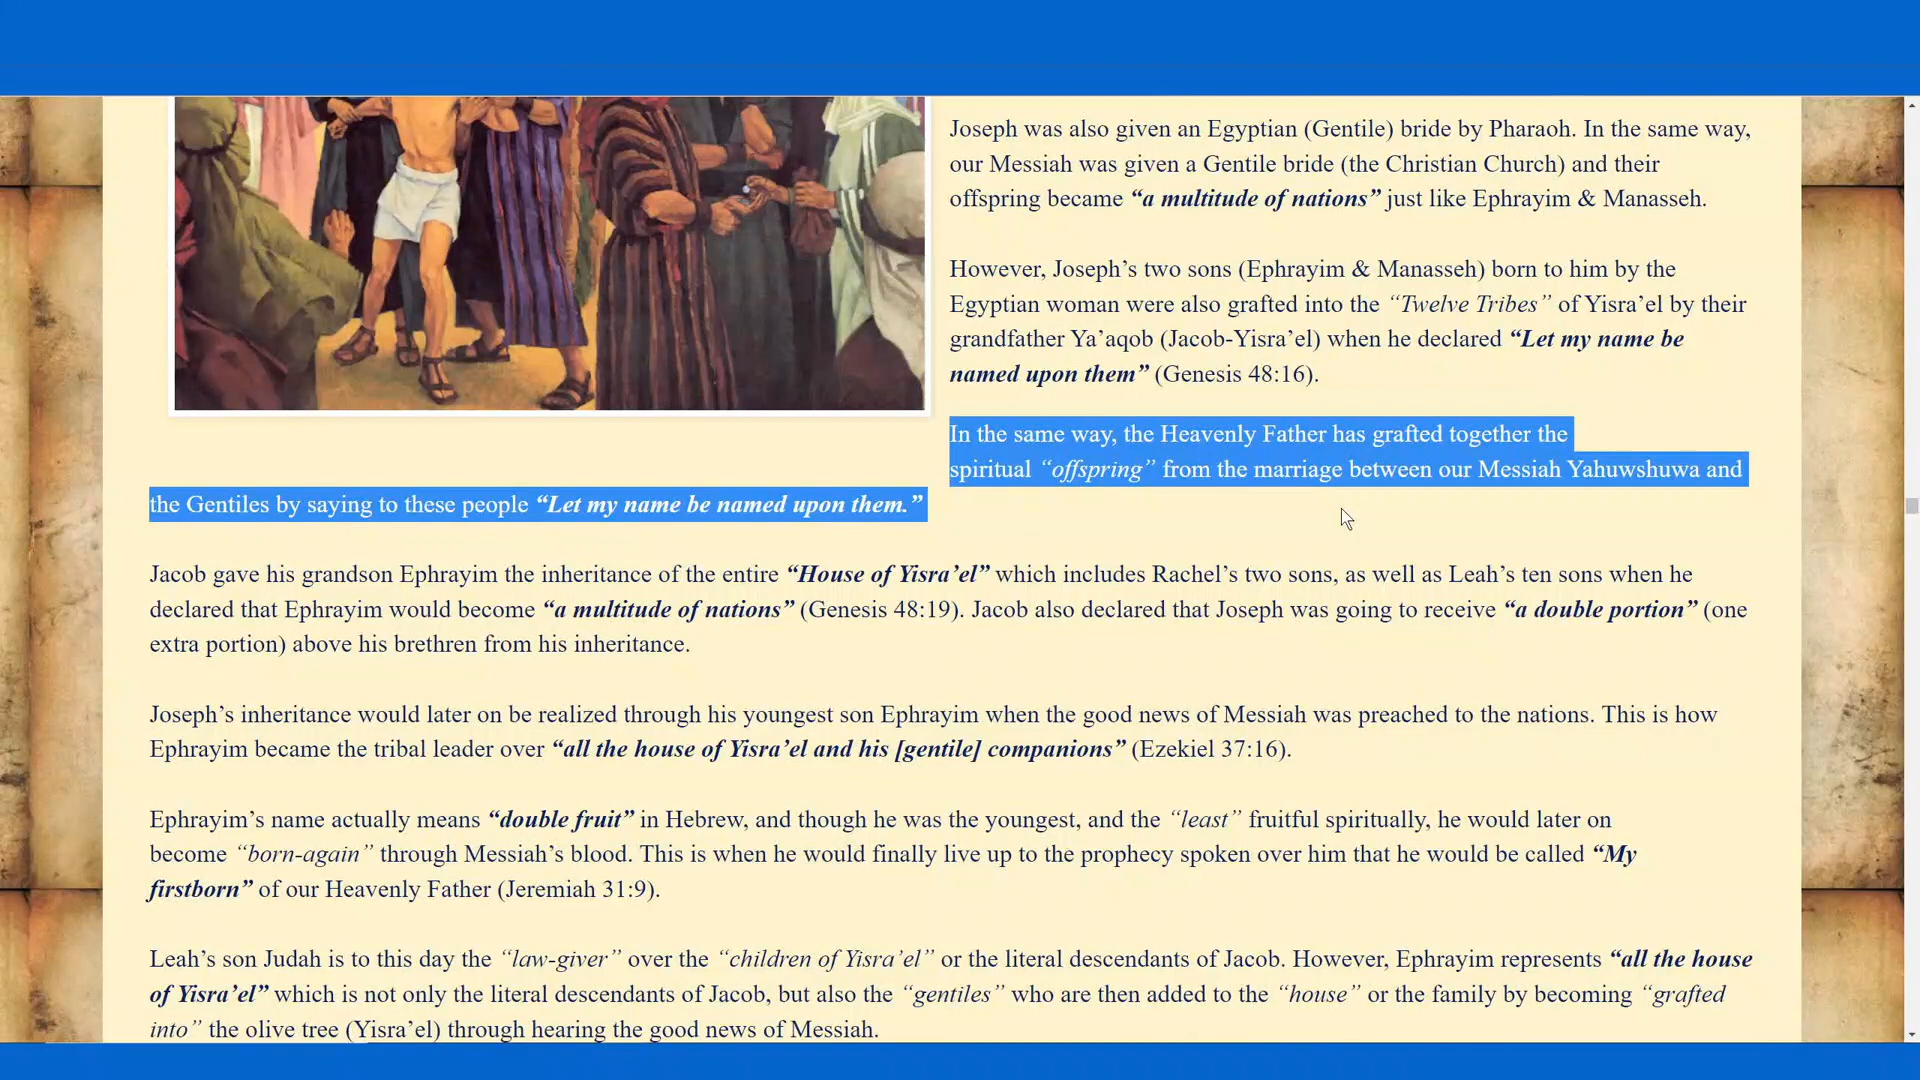 Joseph was also given an Egyptian (Gentile) bride by Pharaoh. In the same way,
our Messiah was given a Gentile bride (the Christian Church) and their
offspring became “a multitude of nations” just like Ephrayim & Manasseh.
However, Joseph’s two sons (Ephrayim & Manasseh) born to him by the
Egyptian woman were also grafted into the “Twelve Tribes” of Yisra’el by their
grandfather Ya’aqob (Jacob-Yisra’el) when he declared “Let my name be
named upon them” (Genesis 48:16).
In the same way, the Heavenly Father has grafted together the
spiritual “offspring” from the marriage between our Messiah Yahuwshuwa and
the Gentiles by saying to these people “Let my name be named upon them.”
Jacob gave his grandson Ephrayim the inheritance of the entire “House of Yisra’el” which includes Rachel’s two sons, as well as Leah’s ten sons when he
declared that Ephrayim would become “a multitude of nations” (Genesis 48:19). Jacob also declared that Joseph was going to receive “a double portion” (one
extra portion) above his brethren from his inheritance.
Joseph’s inheritance would later on be realized through his youngest son Ephrayim when the good news of Messiah was preached to the nations. This is how
Ephrayim became the tribal leader over “all the house of Yisra’el and his [gentile] companions” (Ezekiel 37:16).
Ephrayim’s name actually means “double fruit” in Hebrew, and though he was the youngest, and the “least” fruitful spiritually, he would later on
become “born-again” through Messiah’s blood. This is when he would finally live up to the prophecy spoken over him that he would be called “My
firstborn” of our Heavenly Father (Jeremiah 31:9).
Leah’s son Judah is to this day the “law-giver” over the “children of Yisra’el” or the literal descendants of Jacob. However, Ephrayim represents “all the house
of Yisra’el” which is not only the literal descendants of Jacob, but also the “gentiles” who are then added to the “house” or the family by becoming “grafted
into” the olive tree (Yisra’el) through hearing the good news of Messiah.